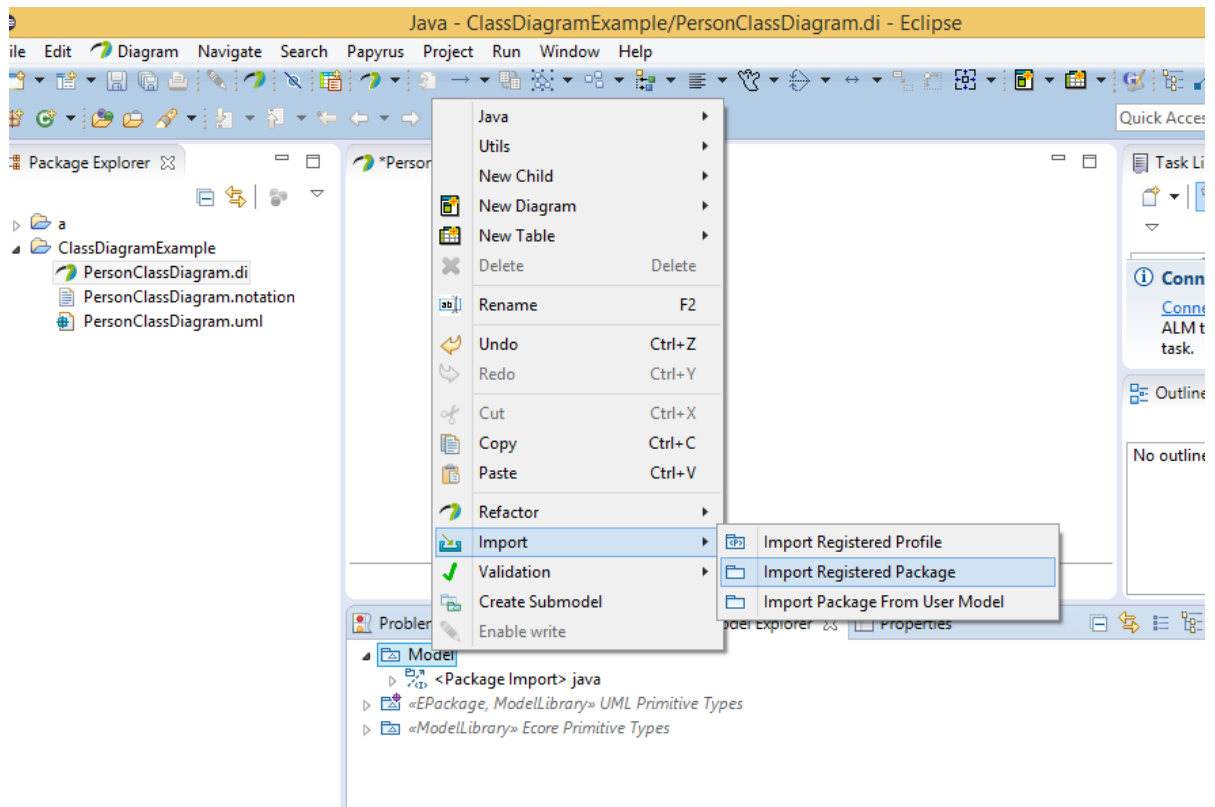 Java - ClassDiagramExample/PersonClassDiagram.di - Eclipse
ile Edit Diagram Navigate Search Papyrus Project Run Window Help
Quick Acces
Package Explorer
a
ClassDiagramExample
PersonClassDiagram.di
PersonClassDiagram.notation
PersonClassDiagram.uml
*Person
Java
Utils
New Child
New Diagram
New Table
Delete Delete
Rename F2
Undo Ctrl+Z
Redo Ctrl+Y
Cut Ctrl+X
Copy Ctrl+C
Paste Ctrl+V
Refactor
Import
Validation
Create Submodel
Enable write
Import Registered Profile
Import Registered Package
Import Package From User Model
Task Li
Conne
Conne
ALM t
task.
Outline
No outline
Probler
del Explorer
Properties
Model
<Package Import> java
«EPackage, ModelLibrary» UML Primitive Types
«ModelLibrary» Ecore Primitive Types